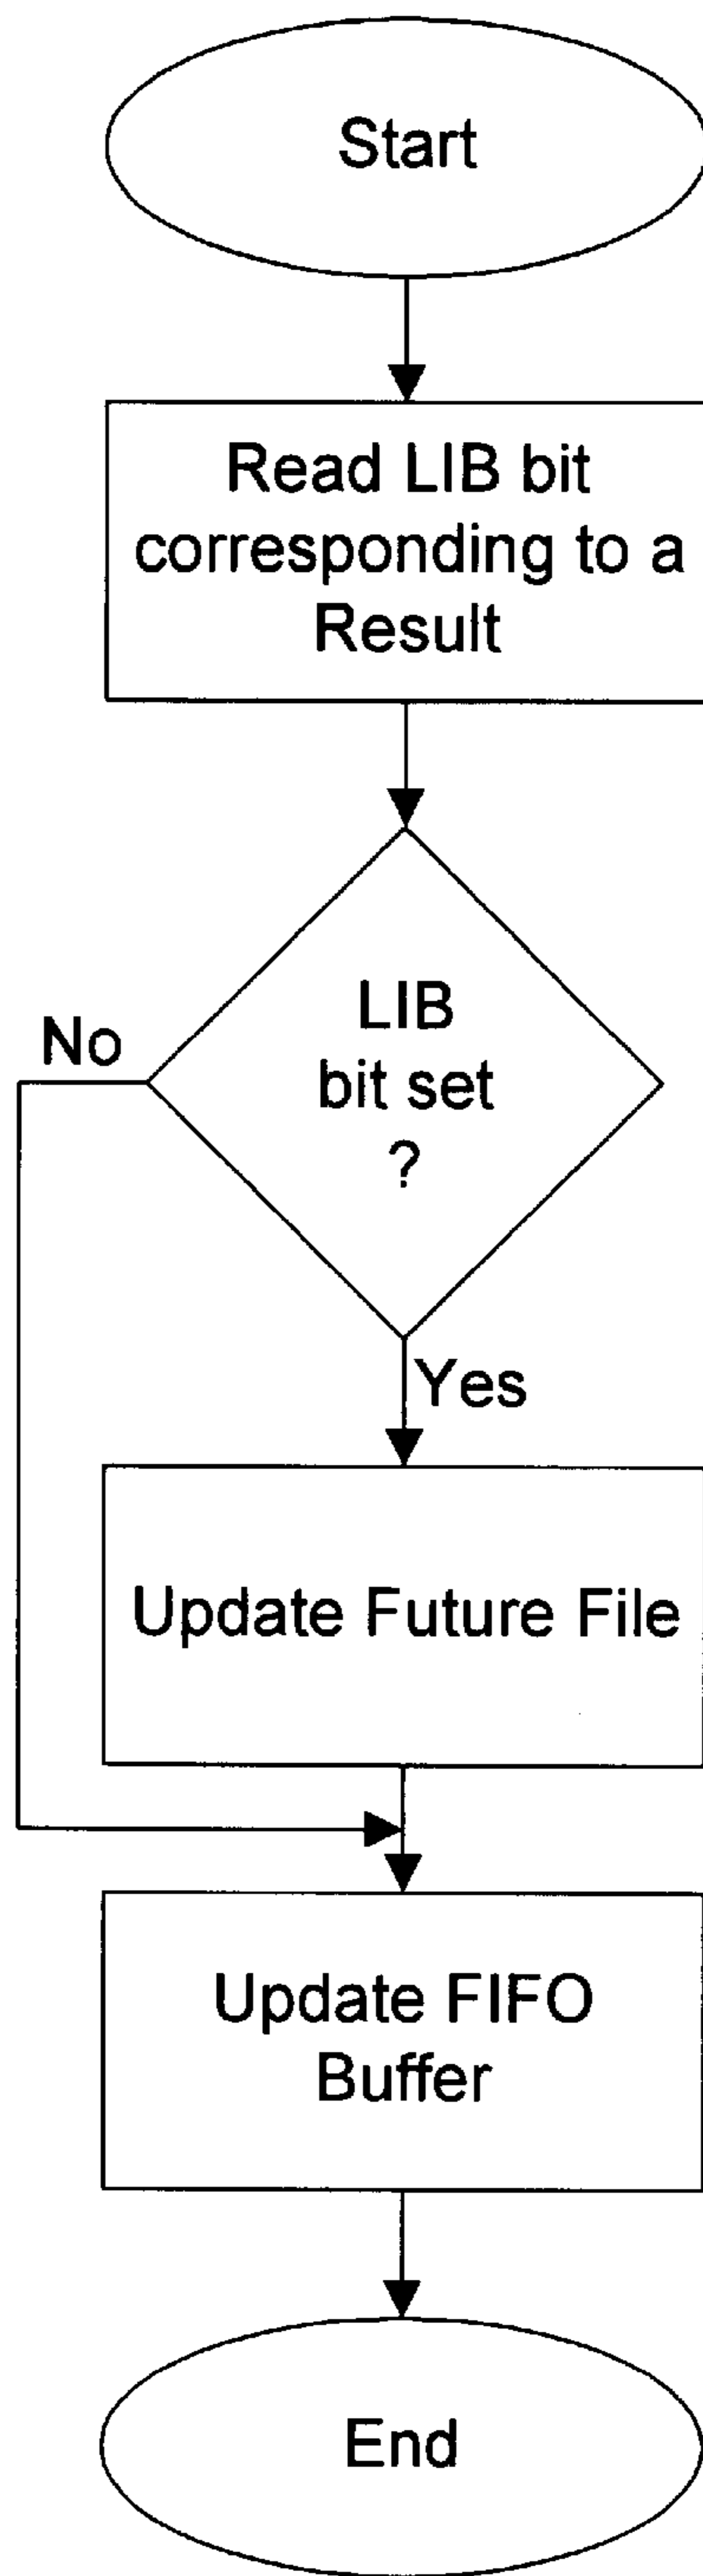 Start
Read LIB bit
corresponding to a
Result
LIB
bit set
?
No
Yes
Update Future File
Update FIFO
Buffer
End